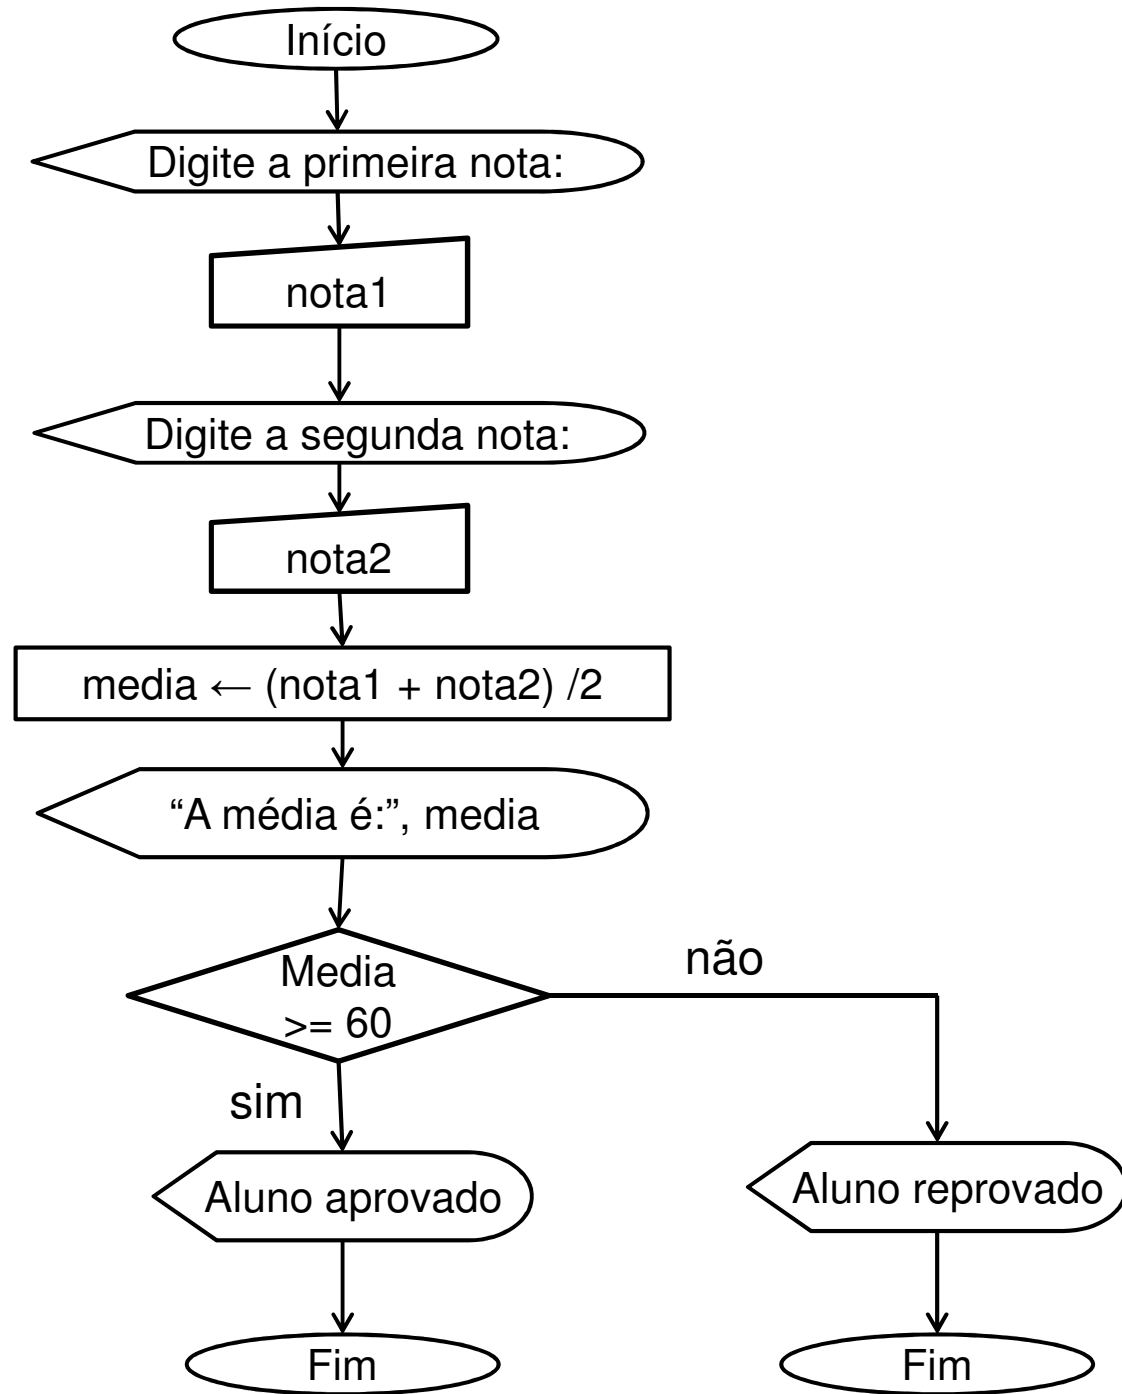 Início
Digite a primeira nota:
nota1
Digite a segunda nota:
nota2
media ← (nota1 + nota2) /2
“A média é:”, media
Media
>= 60
não
sim
Aluno aprovado
Aluno reprovado
Fim
Fim